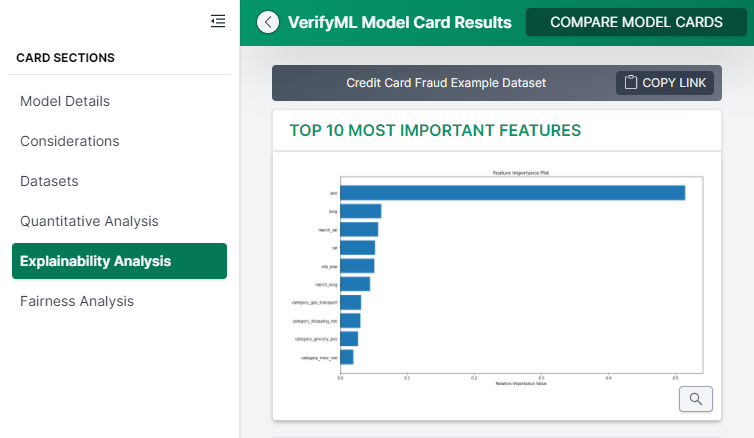 CARD SECTIONS
Model Details
Considerations
Datasets
Quantitative Analysis
Explainability Analysis
Fairness Analysis
VerifyML Model Card Results
COMPARE MODEL CARDS
Credit Card Fraud Example Dataset
COPY LINK
TOP 10 MOST IMPORTANT FEATURES
Feature Importance Plot
amt
long
merch_lat
lat
city_pop
merch_long
category_gas_transport
category_shopping_net
category_grocery_pos
category_misc_net
0.0 0.1 0.2 0.3 0.4 0.5
Relative Importance Value